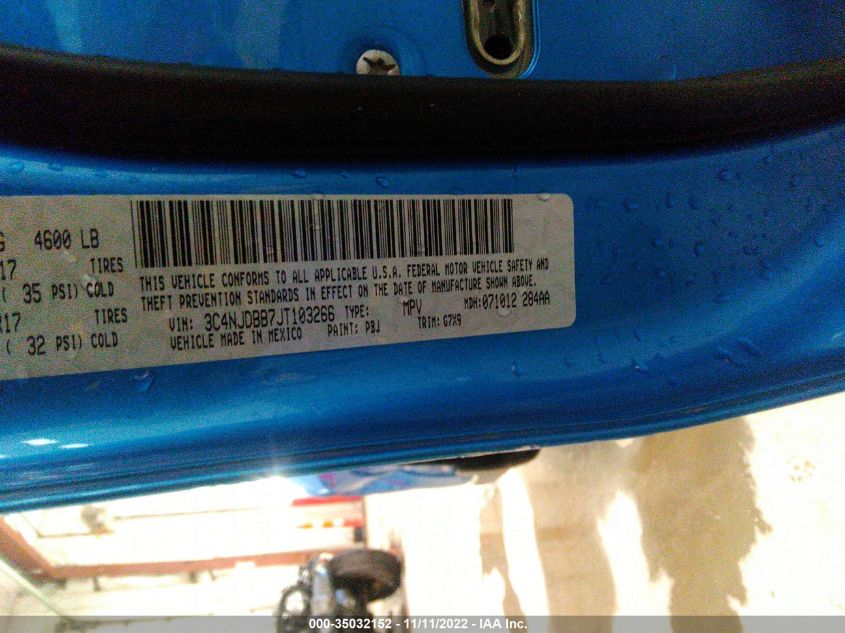 G 4600 LB
17 TIRES
( 35 PSI) COLD
R17 TIRES
( 32 PSI) COLD
THIS VEHICLE CONFORMS TO ALL APPLICABLE U.S.A. FEDERAL MOTOR VEHICLE SAFETY AND
THEFT PREVENTION STANDARDS IN EFFECT ON THE DATE OF MANUFACTURE SHOWN ABOVE.
VIN: 3C4NJDBB7JT103266 TYPE: MPV MDH: 071012 284AA
VEHICLE MADE IN MEXICO PAINT: PBJ TRIM: G7X9
000-35032152 - 11/11/2022 - IAA Inc.